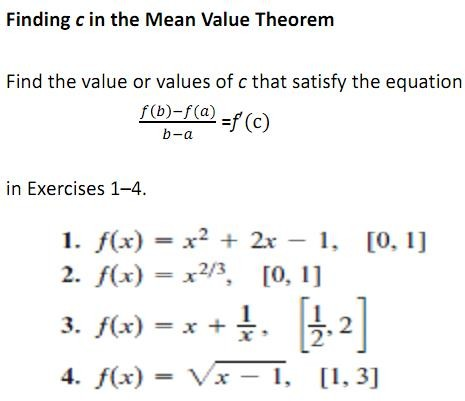 Finding c in the Mean Value Theorem
Find the value or values of c that satisfy the equation
f(b)−f(a)/b−a =f′(c)
in Exercises 1–4.
1. f(x) = x² + 2x − 1, [0, 1]
2. f(x) = x^2/3, [0, 1]
3. f(x) = x + 1/x, [1/2, 2]
4. f(x) = √x − 1, [1, 3]